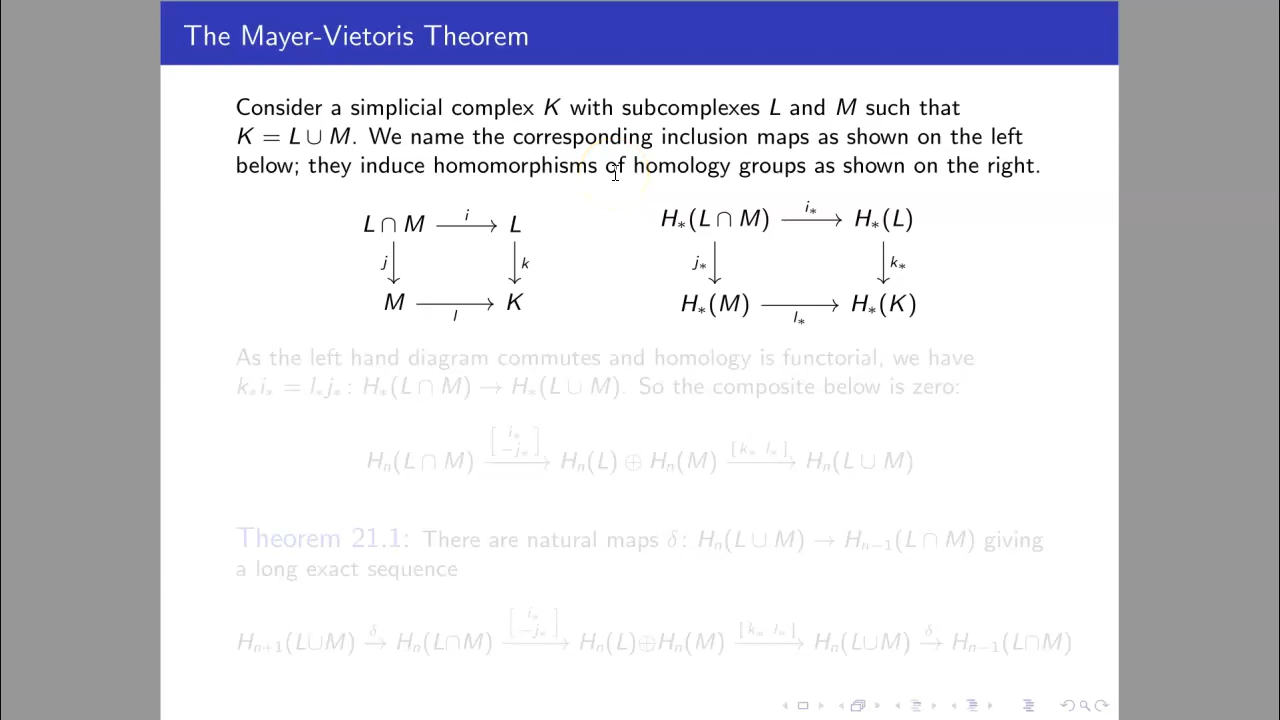 The Mayer-Vietoris Theorem
Consider a simplicial complex K with subcomplexes L and M such that
K = L ∪ M. We name the corresponding inclusion maps as shown on the left
below; they induce homomorphisms of homology groups as shown on the right.
L ∩ M i L H∗(L ∩ M) i∗ H∗(L)
j k j∗ k∗
M l K H∗(M) l∗ H∗(K)
As the left hand diagram commutes and homology is functorial, we have
k∗i∗ = l∗j∗ : H∗(L ∩ M) → H∗(L ∪ M). So the composite below is zero:
[i∗ −j∗] [k∗ l∗]
Hn(L ∩ M) → Hn(L) ⊕ Hn(M) → Hn(L ∪ M)
Theorem 21.1: There are natural maps δ : Hn(L ∪ M) → Hn−1(L ∩ M) giving
a long exact sequence
δ [i∗ −j∗] [k∗ l∗] δ
Hn+1(L∪M) → Hn(L∩M) → Hn(L)⊕Hn(M) → Hn(L∪M) → Hn−1(L∩M)